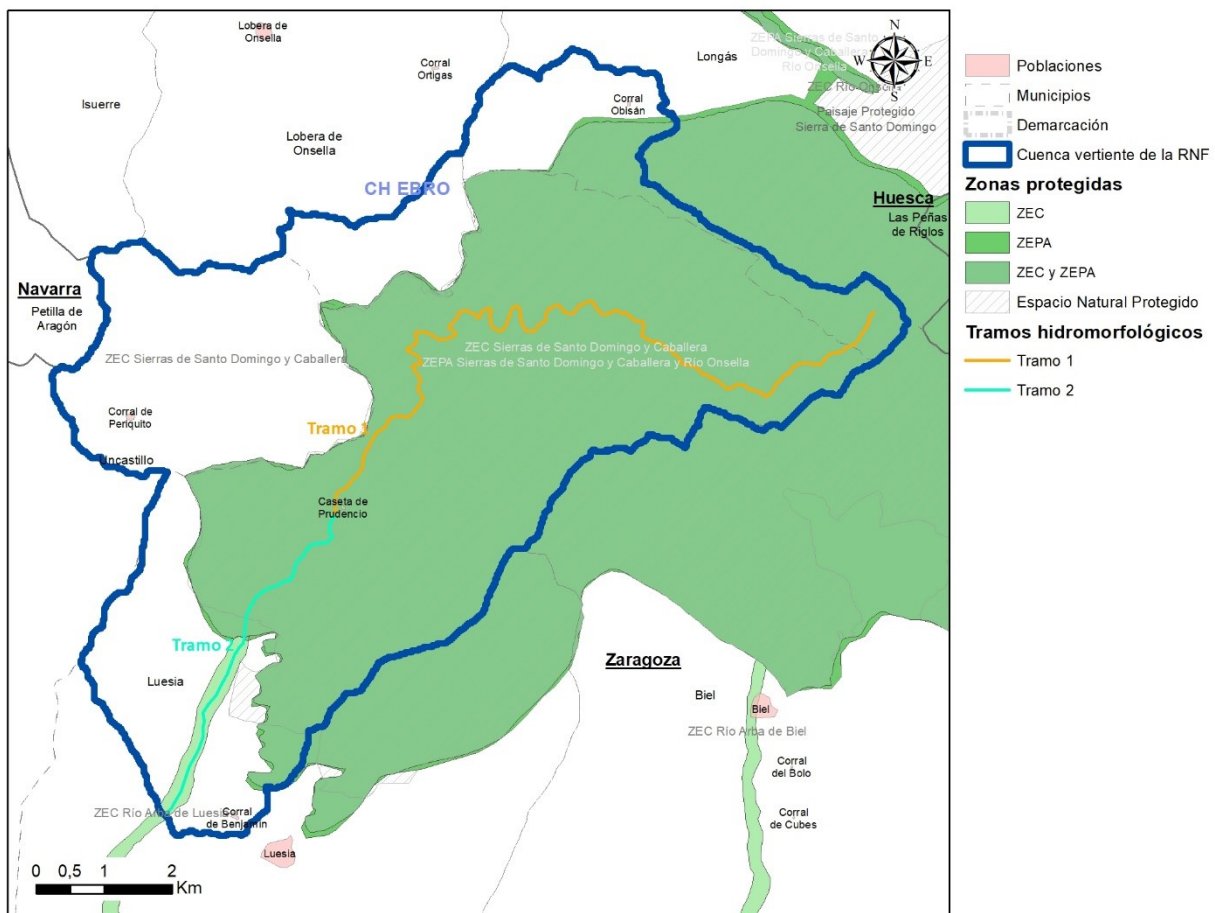 Lobera de
Onsella
Corral
Ortigas
Longás
ZEPA Sierras de Santo
Domingo y Caballera
Río Onsella
N
W
E
S
Isuerre
Lobera de
Onsella
Corral
Obisán
Paisaje Protegido
Sierra de Santo Domingo
CH EBRO
Huesca
Las Peñas
de Riglos
Navarra
Petilla de
Aragón
ZEC Sierras de Santo Domingo y Caballera
ZEC Sierras de Santo Domingo y Caballera
ZEPA Sierras de Santo Domingo y Caballera y Río Onsella
Corral de
Periquito
Uncastillo
Tramo 1
Caseta de
Prudencio
Tramo 2
Luesia
Zaragoza
Biel
Biel
ZEC Río Arba de Biel
Corral
del Bolo
Corral
de Cubes
ZEC Río Arba de Luesia
Corral
de Benjamín
Luesia
0 0,5 1 2
Km
Poblaciones
Municipios
Demarcación
Cuenca vertiente de la RNF
Zonas protegidas
ZEC
ZEPA
ZEC y ZEPA
Espacio Natural Protegido
Tramos hidromorfológicos
Tramo 1
Tramo 2